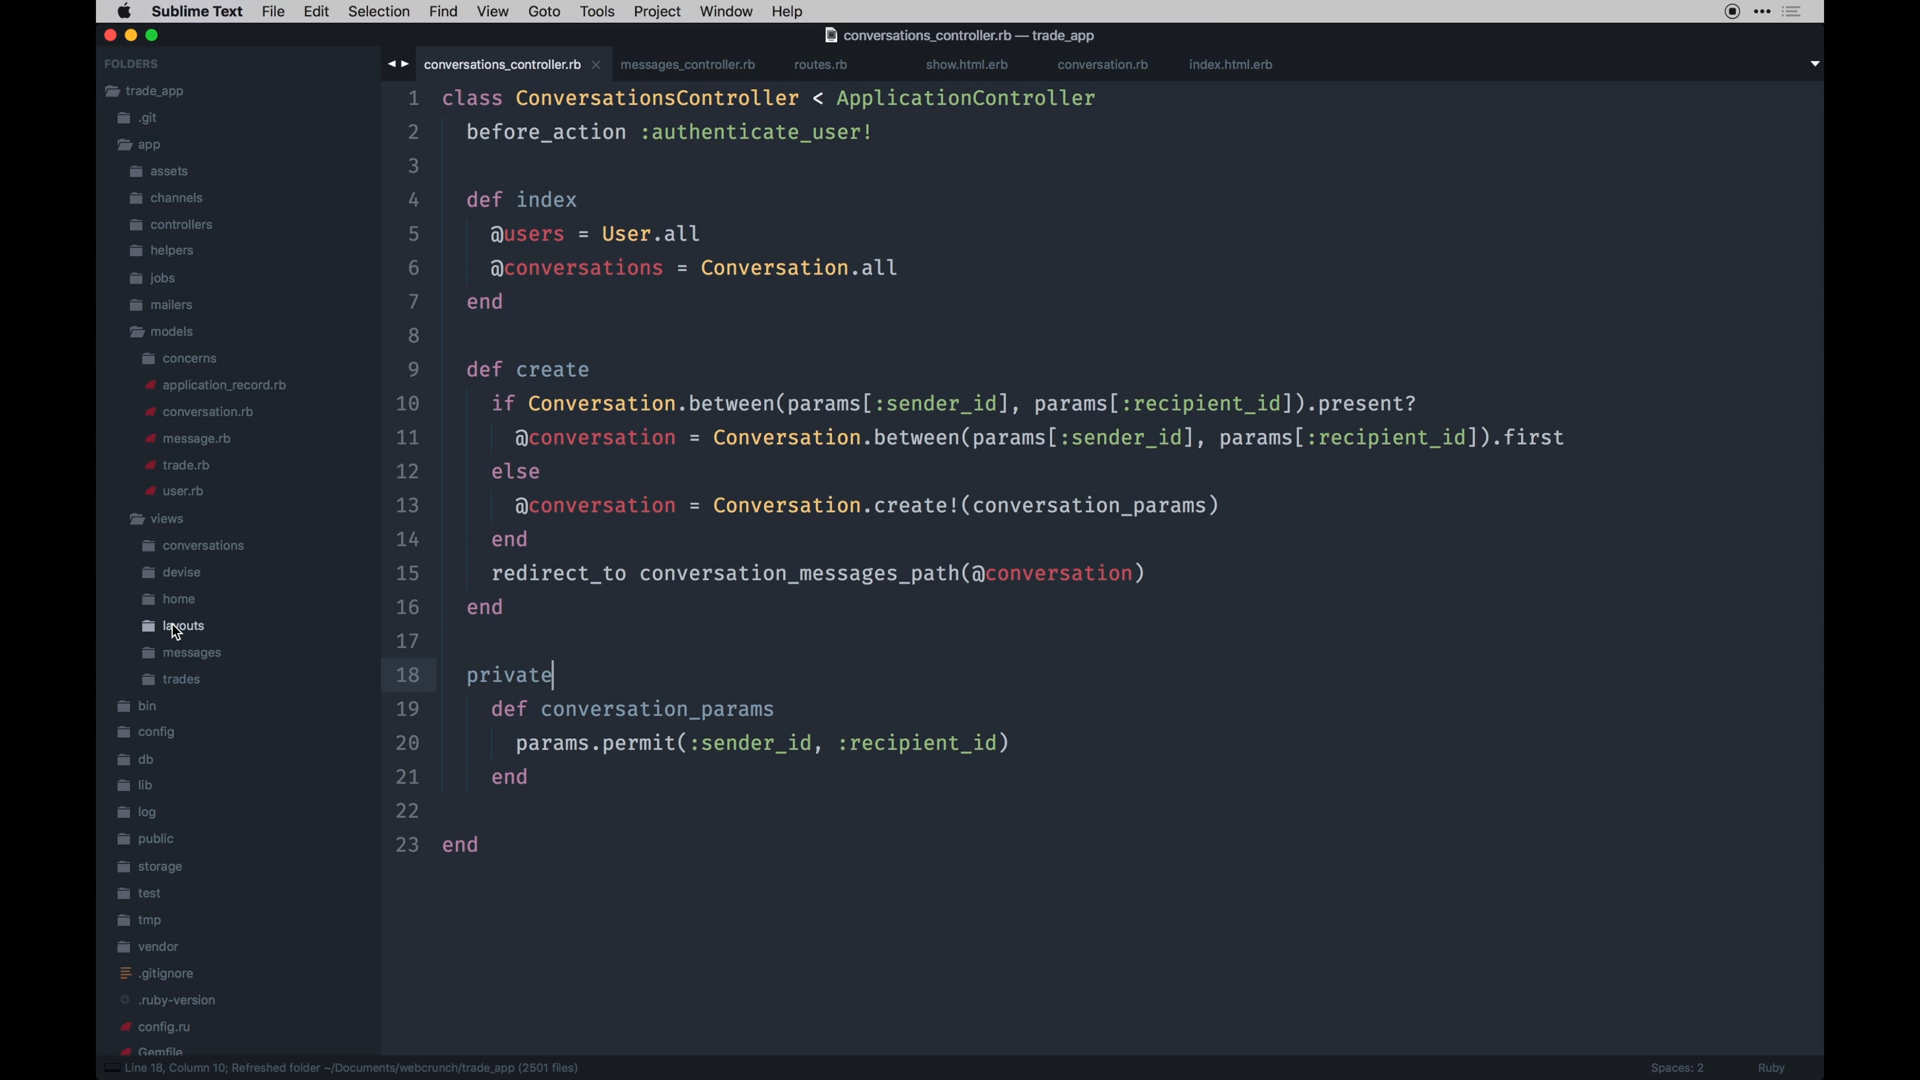 Sublime Text File Edit Selection Find View Goto Tools Project Window Help
conversations_controller.rb — trade_app
FOLDERS
trade_app
.git
app
assets
channels
controllers
helpers
jobs
mailers
models
concerns
application_record.rb
conversation.rb
message.rb
trade.rb
user.rb
views
conversations
devise
home
layouts
messages
trades
bin
config
db
lib
log
public
storage
test
tmp
vendor
.gitignore
.ruby-version
config.ru
Gemfile
conversations_controller.rb messages_controller.rb routes.rb show.html.erb conversation.rb index.html.erb
1 class ConversationsController < ApplicationController
2 before_action :authenticate_user!
3
4 def index
5 @users = User.all
6 @conversations = Conversation.all
7 end
8
9 def create
10 if Conversation.between(params[:sender_id], params[:recipient_id]).present?
11 @conversation = Conversation.between(params[:sender_id], params[:recipient_id]).first
12 else
13 @conversation = Conversation.create!(conversation_params)
14 end
15 redirect_to conversation_messages_path(@conversation)
16 end
17
18 private
19 def conversation_params
20 params.permit(:sender_id, :recipient_id)
21 end
22
23 end
Line 18, Column 10; Refreshed folder ~/Documents/webcrunch/trade_app (2501 files) Spaces: 2 Ruby